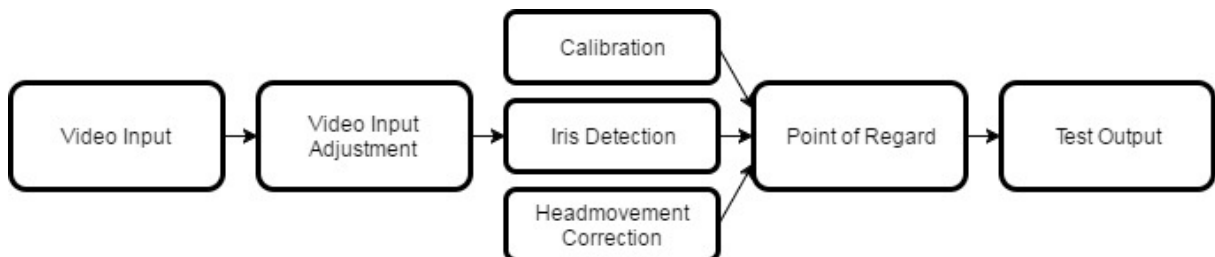 Video Input
Video Input
Adjustment
Calibration
Iris Detection
Headmovement
Correction
Point of Regard
Test Output